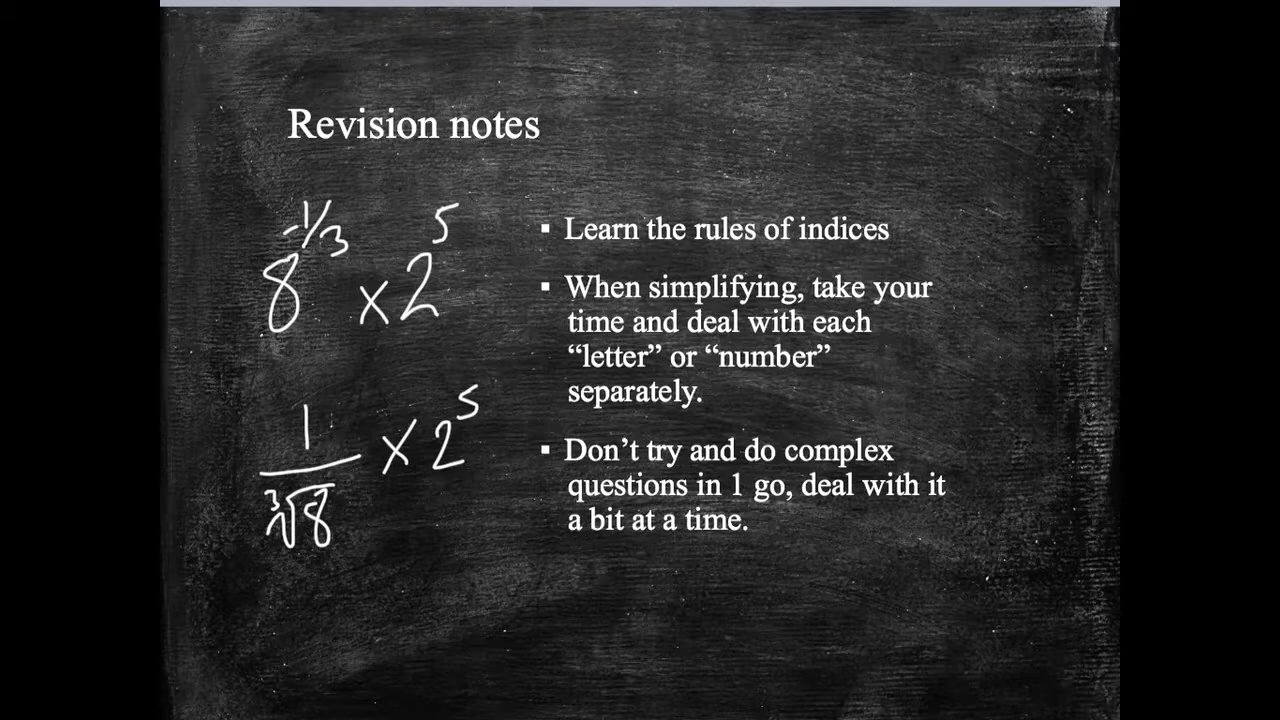 Revision notes
8^{-1/3} × 2^5
1/∛8 × 2^5
▪ Learn the rules of indices
▪ When simplifying, take your
time and deal with each
“letter” or “number”
separately.
▪ Don’t try and do complex
questions in 1 go, deal with it
a bit at a time.